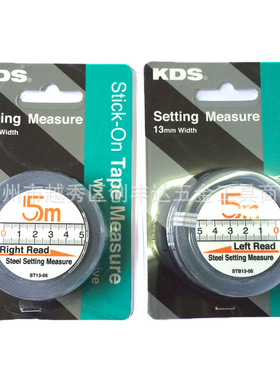 KDS®
Setting Measure
13mm Width
Stick-On Tape Measure
5m
0 1 2 3 4 5
Right Read
Steel Setting Measure
ST13-05
KDS®
Setting Measure
13mm Width
5m
5 4 3 2 1 0
Left Read
Steel Setting Measure
STB13-05